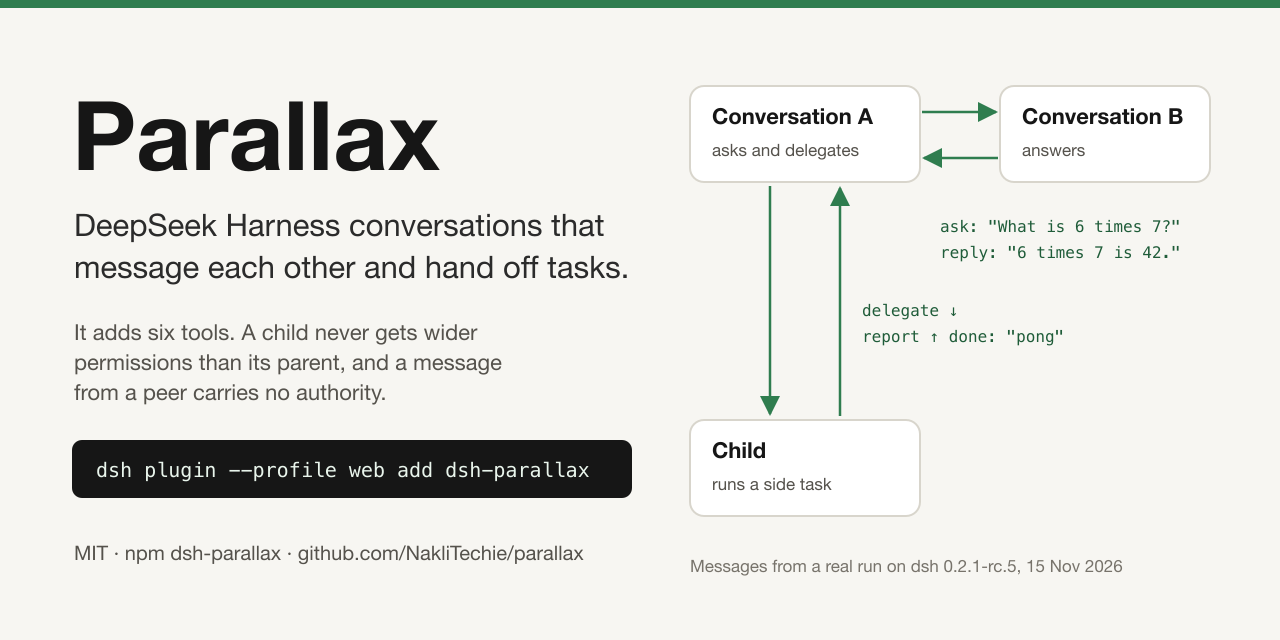 Parallax
DeepSeek Harness conversations that
message each other and hand off tasks.
It adds six tools. A child never gets wider
permissions than its parent, and a message
from a peer carries no authority.
dsh plugin --profile web add dsh-parallax
MIT · npm dsh-parallax · github.com/NakliTechie/parallax
Conversation A
asks and delegates
Conversation B
answers
ask: "What is 6 times 7?"
reply: "6 times 7 is 42."
delegate ↓
report ↑ done: "pong"
Child
runs a side task
Messages from a real run on dsh 0.2.1-rc.5, 15 Nov 2026